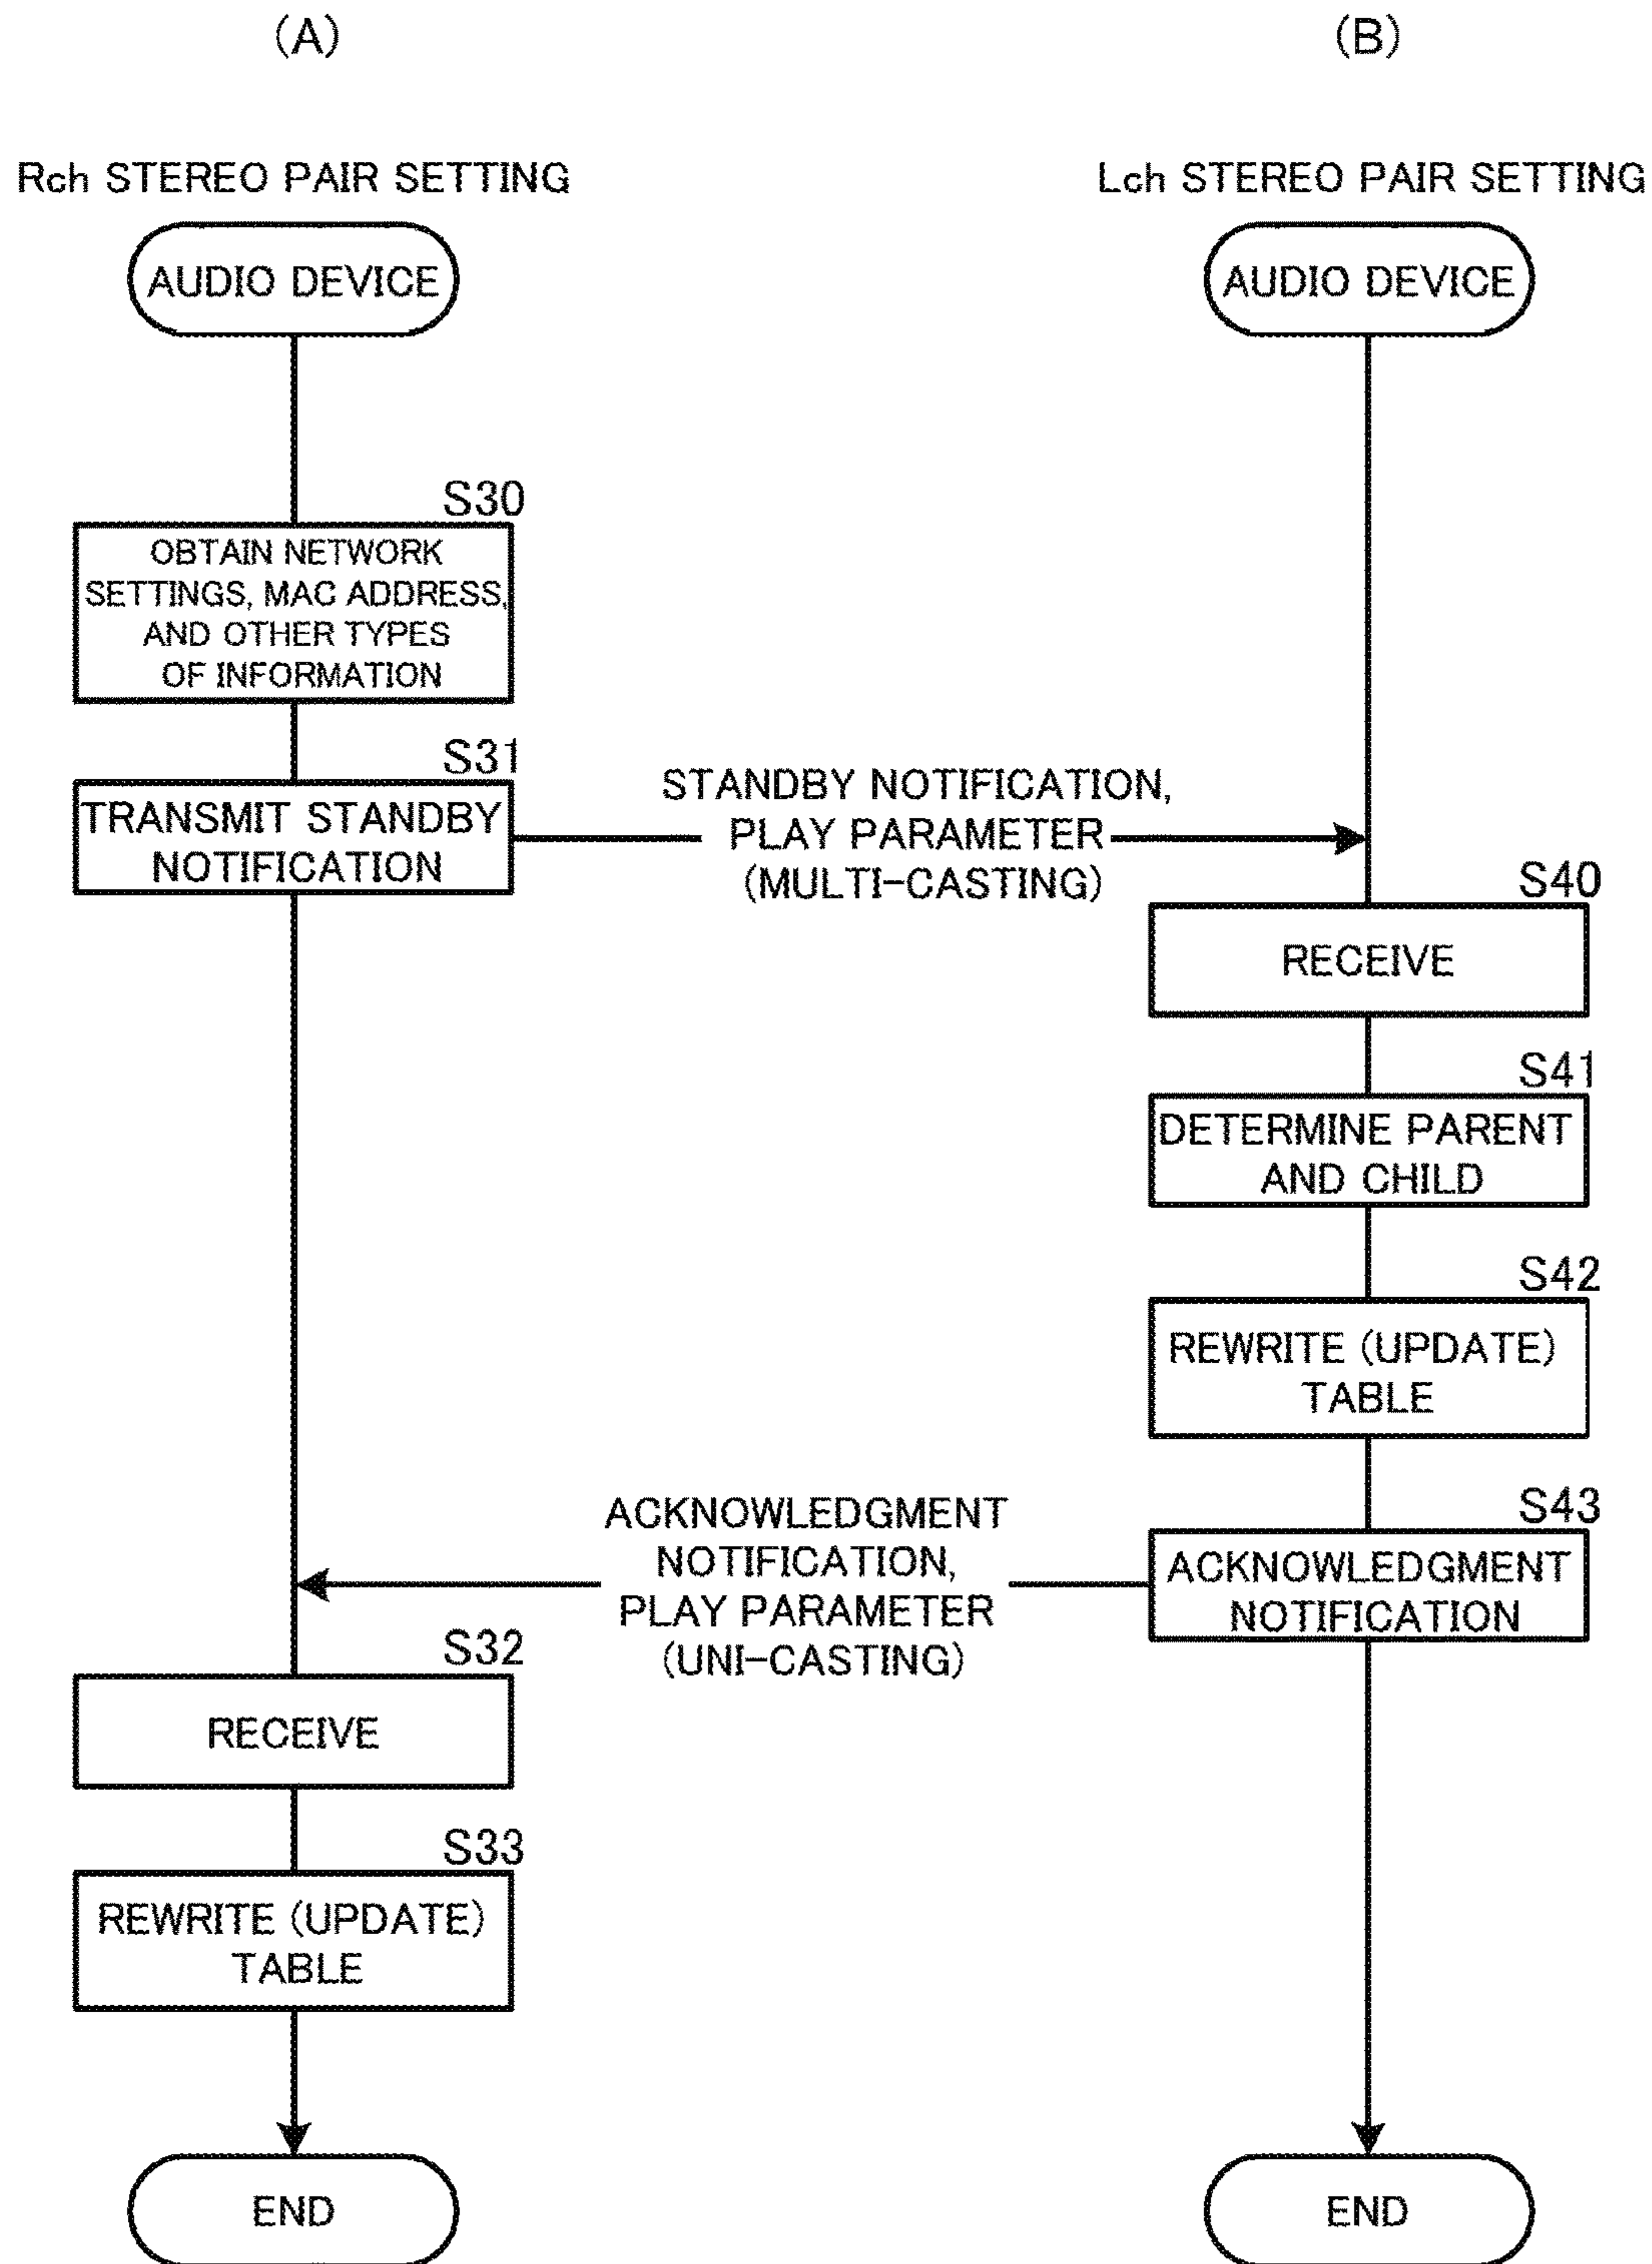 (A)
(B)
Rch STEREO PAIR SETTING
Lch STEREO PAIR SETTING
AUDIO DEVICE
AUDIO DEVICE
S30
OBTAIN NETWORK
SETTINGS, MAC ADDRESS,
AND OTHER TYPES
OF INFORMATION
S31
TRANSMIT STANDBY
NOTIFICATION
STANDBY NOTIFICATION,
PLAY PARAMETER
(MULTI-CASTING)
S40
RECEIVE
S41
DETERMINE PARENT
AND CHILD
S42
REWRITE (UPDATE)
TABLE
S43
ACKNOWLEDGMENT
NOTIFICATION
ACKNOWLEDGMENT
NOTIFICATION,
PLAY PARAMETER
(UNI-CASTING)
S32
RECEIVE
S33
REWRITE (UPDATE)
TABLE
END
END